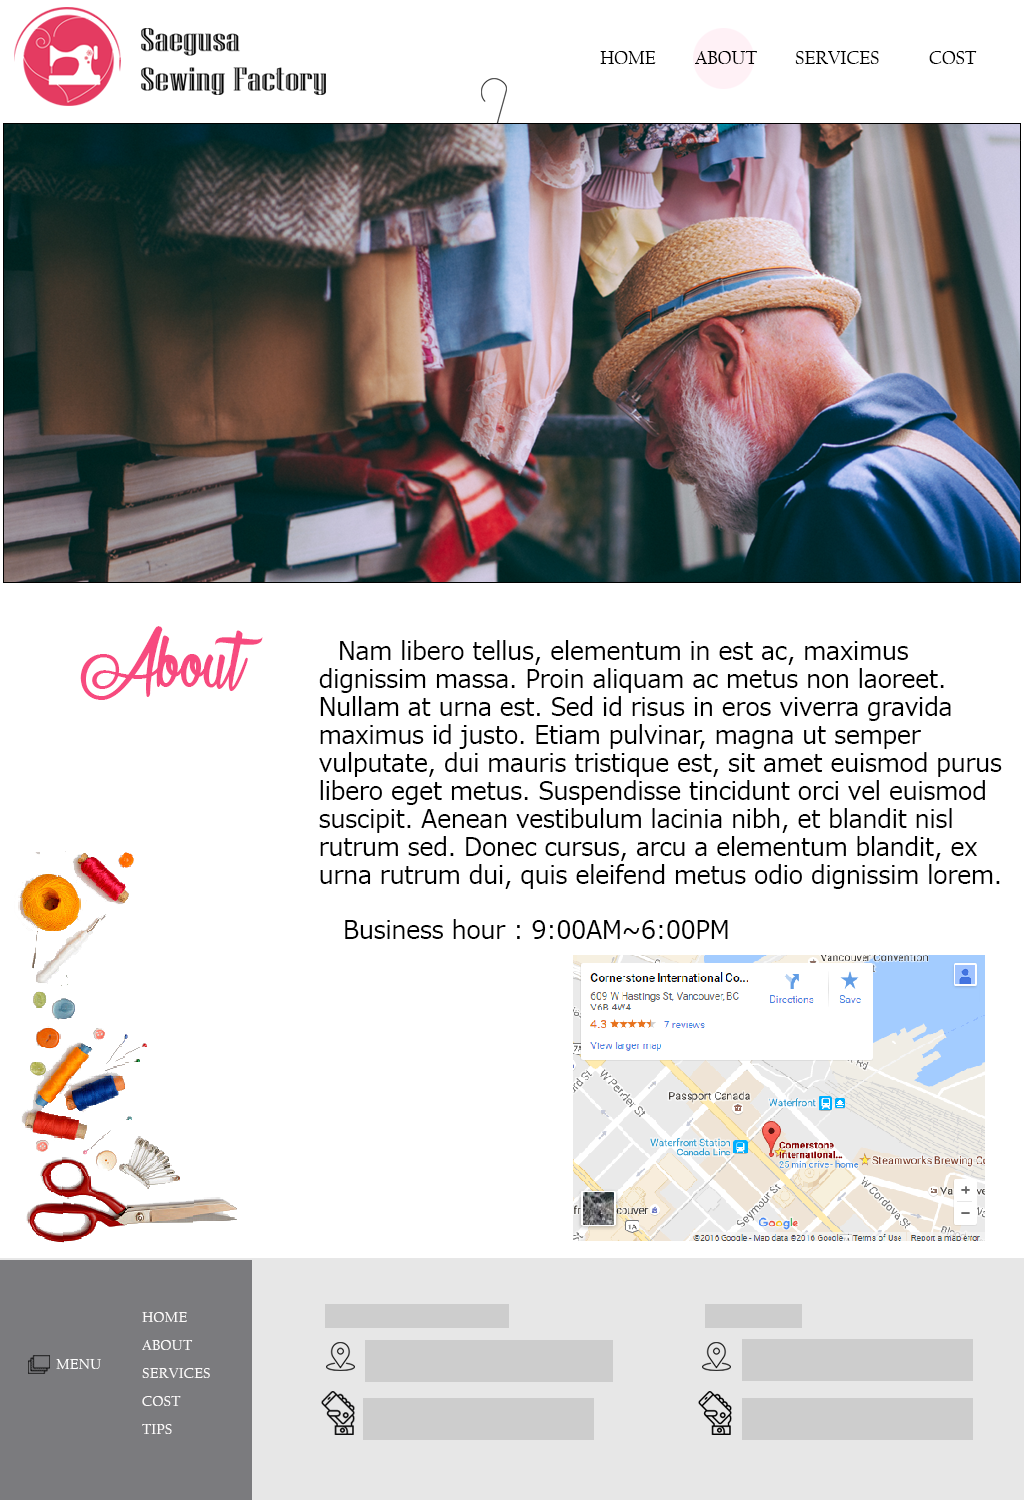 Saegusa
Sewing Factory
HOME ABOUT SERVICES COST
About
Nam libero tellus, elementum in est ac, maximus
dignissim massa. Proin aliquam ac metus non laoreet.
Nullam at urna est. Sed id risus in eros viverra gravida
maximus id justo. Etiam pulvinar, magna ut semper
vulputate, dui mauris tristique est, sit amet euismod purus
libero eget metus. Suspendisse tincidunt orci vel euismod
suscipit. Aenean vestibulum lacinia nibh, et blandit nisl
rutrum sed. Donec cursus, arcu a elementum blandit, ex
urna rutrum dui, quis eleifend metus odio dignissim lorem.
Business hour : 9:00AM~6:00PM
Vancouver Convention
Cornerstone International Co...
609 W Hastings St, Vancouver, BC
V6B 4W4
4.3 ★★★★★ 7 reviews
View larger map
Directions
Save
Rd
W Pender St
Passport Canada
Waterfront
Waterfront Station
Canada Line
Cornerstone
International...
25 min drive - home
Steamworks Brewing Co
Seymour St
W Cordova St
couver
1A
Google
©2016 Google - Map data ©2016 Google Terms of Use Report a map error
MENU
HOME
ABOUT
SERVICES
COST
TIPS